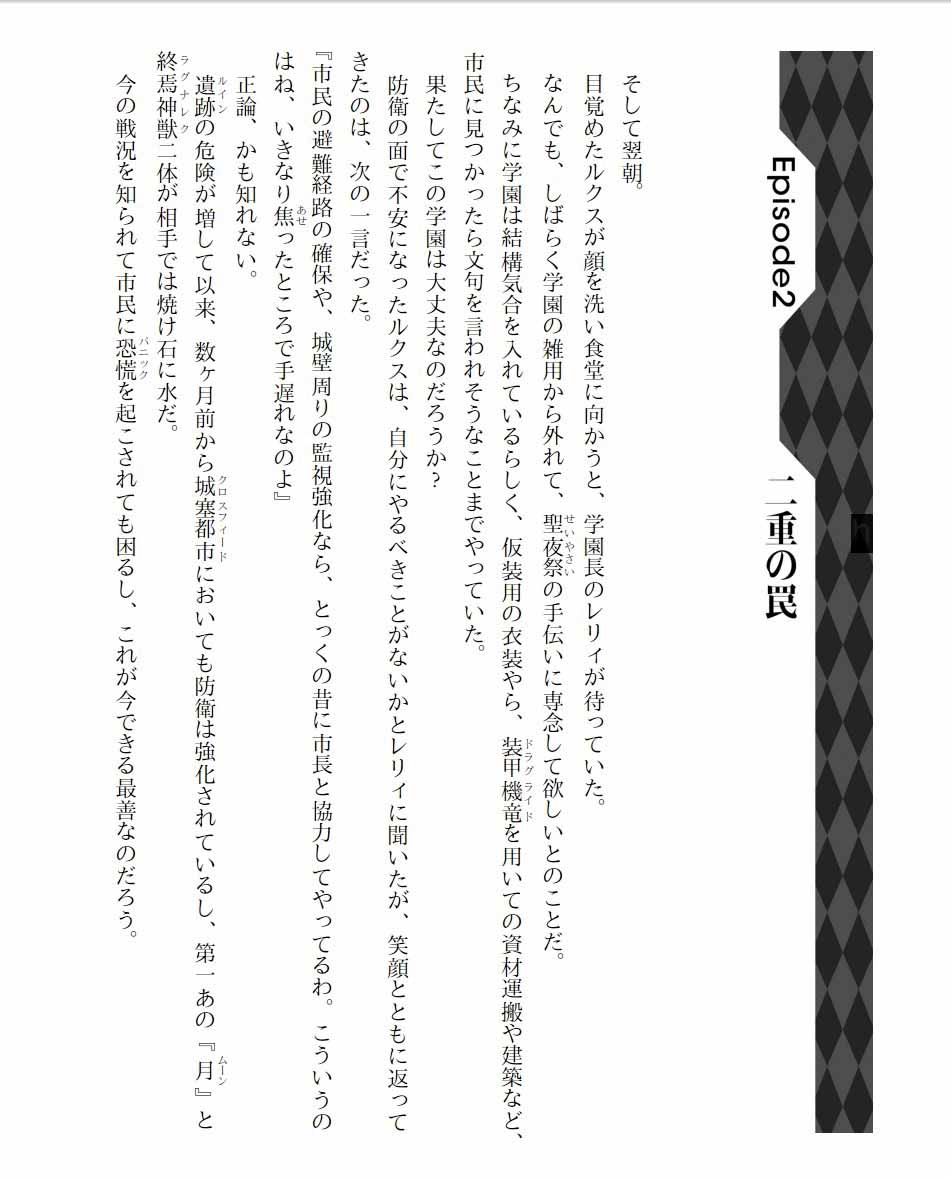 Episode2
二重の罠
そして翌朝。
目覚めたルクスが顔を洗い食堂に向かうと、学園長のレリィが待っていた。
なんでも、しばらく学園の雑用から外れて、聖夜祭の手伝いに専念して欲しいとのことだ。
せいやさい
ちなみに学園は結構気合を入れているらしく、仮装用の衣装やら、装甲機竜を用いての資材運搬や建築など、
ドラグライド
市民に見つかったら文句を言われそうなことまでやっていた。
果たしてこの学園は大丈夫なのだろうか?
防衛の面で不安になったルクスは、自分にやるべきことがないかとレリィに聞いたが、笑顔とともに返って
きたのは、次の一言だった。
『市民の避難経路の確保や、城壁周りの監視強化なら、とっくの昔に市長と協力してやってるわ。こういうの
はね、いきなり焦ったところで手遅れなのよ』
あせ
正論、かも知れない。
遺跡の危険が増して以来、数ヶ月前から城塞都市においても防衛は強化されているし、第一あの『月』と
ルイン
クロスフィード
ムーン
終焉神獣二体が相手では焼け石に水だ。
ラグナレク
今の戦況を知られて市民に恐慌を起こされても困るし、これが今できる最善なのだろう。
パニック